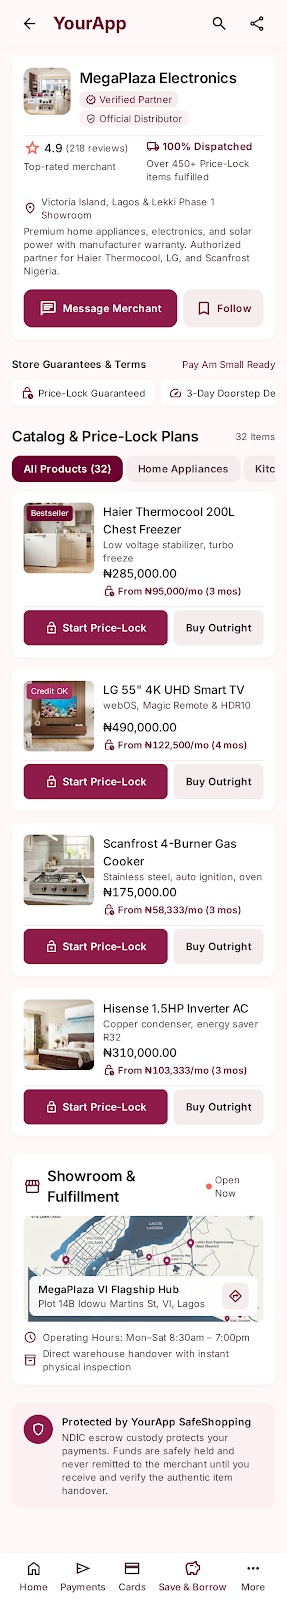 YourApp
MegaPlaza Electronics
Verified Partner
Official Distributor
4.9 (218 reviews)
Top-rated merchant
100% Dispatched
Over 450+ Price-Lock
items fulfilled
Victoria Island, Lagos & Lekki Phase 1
Showroom
Premium home appliances, electronics, and solar
power with manufacturer warranty. Authorized
partner for Haier Thermocool, LG, and Scanfrost
Nigeria.
Message Merchant
Follow
Store Guarantees & Terms
Pay Am Small Ready
Price-Lock Guaranteed
3-Day Doorstep De
Catalog & Price-Lock Plans
32 Items
All Products (32)
Home Appliances
Kitc
Bestseller
Haier Thermocool 200L
Chest Freezer
Low voltage stabilizer, turbo
freeze
₦285,000.00
From ₦95,000/mo (3 mos)
Start Price-Lock
Buy Outright
Credit OK
LG 55" 4K UHD Smart TV
webOS, Magic Remote & HDR10
₦490,000.00
From ₦122,500/mo (4 mos)
Start Price-Lock
Buy Outright
Scanfrost 4-Burner Gas
Cooker
Stainless steel, auto ignition, oven
₦175,000.00
From ₦58,333/mo (3 mos)
Start Price-Lock
Buy Outright
Hisense 1.5HP Inverter AC
Copper condenser, energy saver
R32
₦310,000.00
From ₦103,333/mo (3 mos)
Start Price-Lock
Buy Outright
Showroom &
Fulfillment
Open
Now
LAGOS
LAGOON
VICTORIA
ISLAND
MegaPlaza VI Flagship Hub
Plot 14B Idowu Martins St, VI, Lagos
Operating Hours: Mon–Sat 8:30am – 7:00pm
Direct warehouse handover with instant
physical inspection
Protected by YourApp SafeShopping
NDIC escrow custody protects your
payments. Funds are safely held and
never remitted to the merchant until you
receive and verify the authentic item
handover.
Home
Payments
Cards
Save & Borrow
More